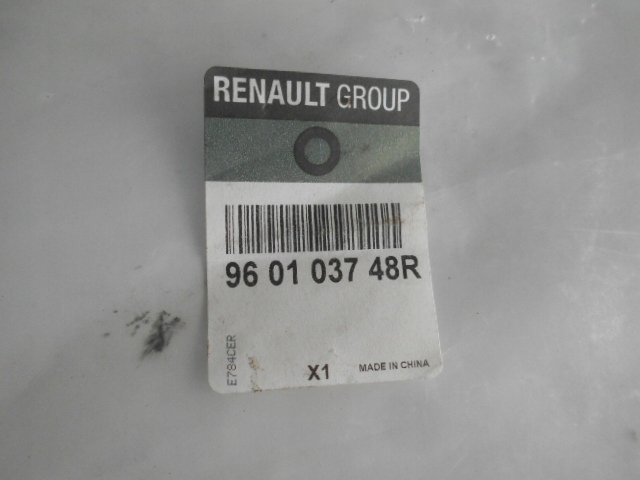 RENAULT GROUP
96 01 037 48R
E784CER
X1
MADE IN CHINA